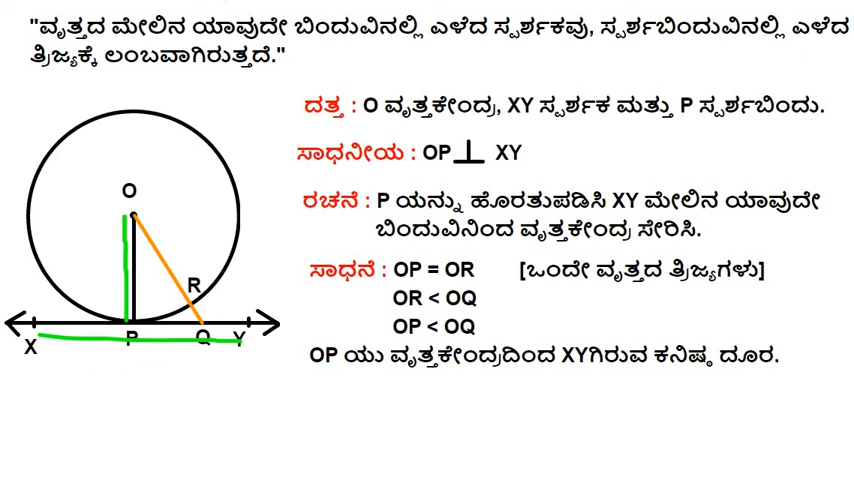 "ವೃತ್ತದ ಮೇಲಿನ ಯಾವುದೇ ಬಿಂದುವಿನಲ್ಲಿ ಎಳೆದ ಸ್ಪರ್ಶಕವು, ಸ್ಪರ್ಶಬಿಂದುವಿನಲ್ಲಿ ಎಳೆದ
ತ್ರಿಜ್ಯಕ್ಕೆ ಲಂಬವಾಗಿರುತ್ತದೆ."
ದತ್ತ : O ವೃತ್ತಕೇಂದ್ರ, XY ಸ್ಪರ್ಶಕ ಮತ್ತು P ಸ್ಪರ್ಶಬಿಂದು.
ಸಾಧನೀಯ : OP ⊥ XY
ರಚನೆ : P ಯನ್ನು ಹೊರತುಪಡಿಸಿ XY ಮೇಲಿನ ಯಾವುದೇ
ಬಿಂದುವಿನಿಂದ ವೃತ್ತಕೇಂದ್ರ ಸೇರಿಸಿ.
ಸಾಧನೆ : OP = OR [ಒಂದೇ ವೃತ್ತದ ತ್ರಿಜ್ಯಗಳು]
OR < OQ
OP < OQ
OP ಯು ವೃತ್ತಕೇಂದ್ರದಿಂದ XYಗಿರುವ ಕನಿಷ್ಠ ದೂರ.
O
R
X P Q Y